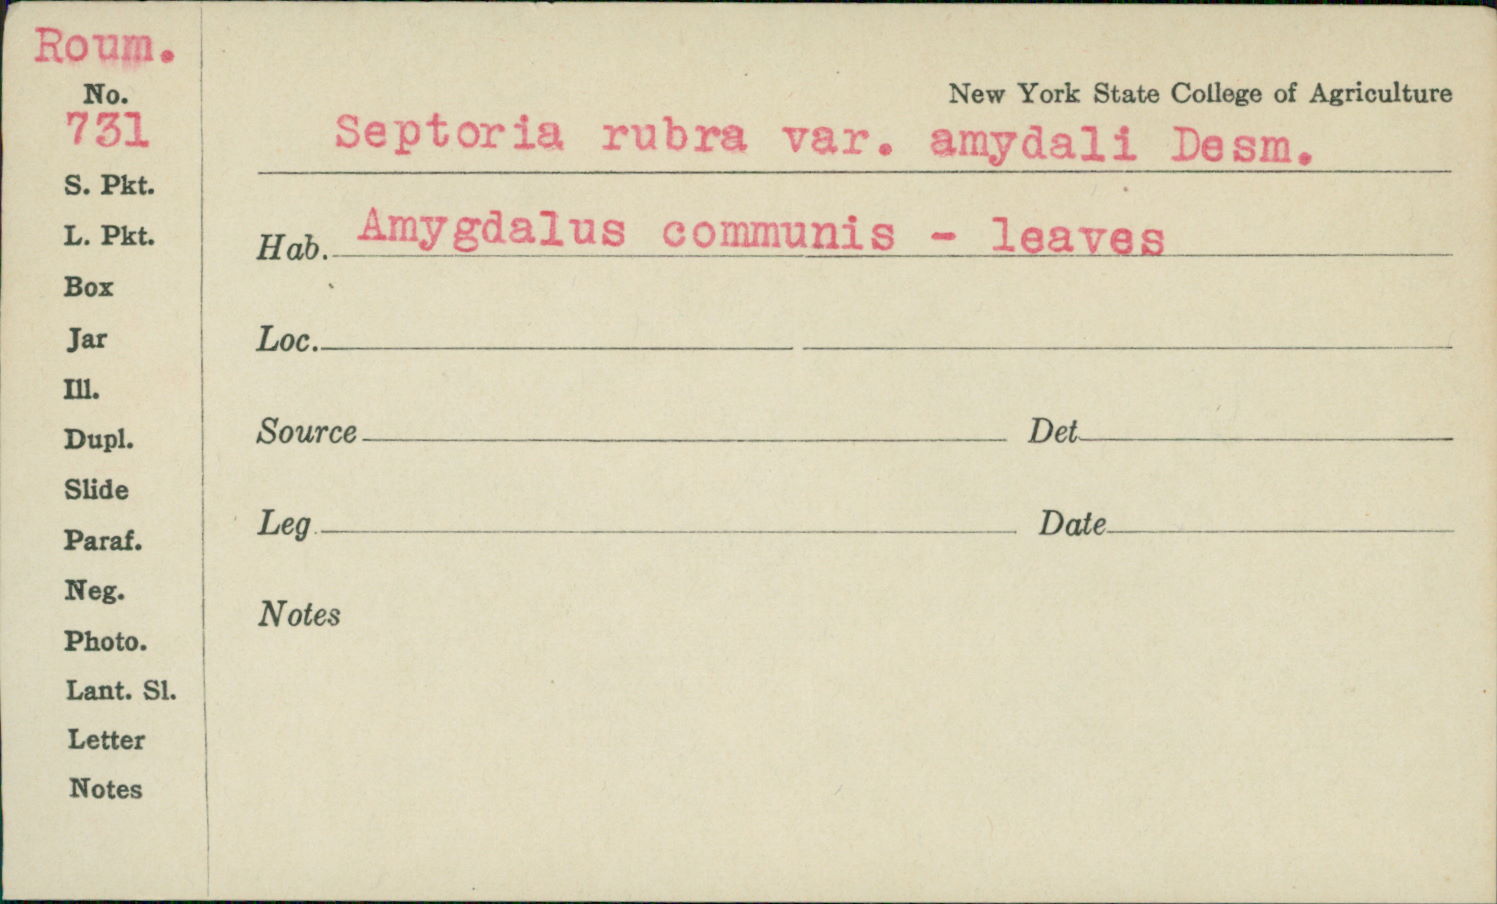 Roum.
No.
731
S. Pkt.
L. Pkt.
Box
Jar
Ill.
Dupl.
Slide
Paraf.
Neg.
Photo.
Lant. Sl.
Letter
Notes
New York State College of Agriculture
Septoria rubra var. amydali Desm.
Hab. Amygdalus communis - leaves
Loc.
Source Det
Leg Date
Notes